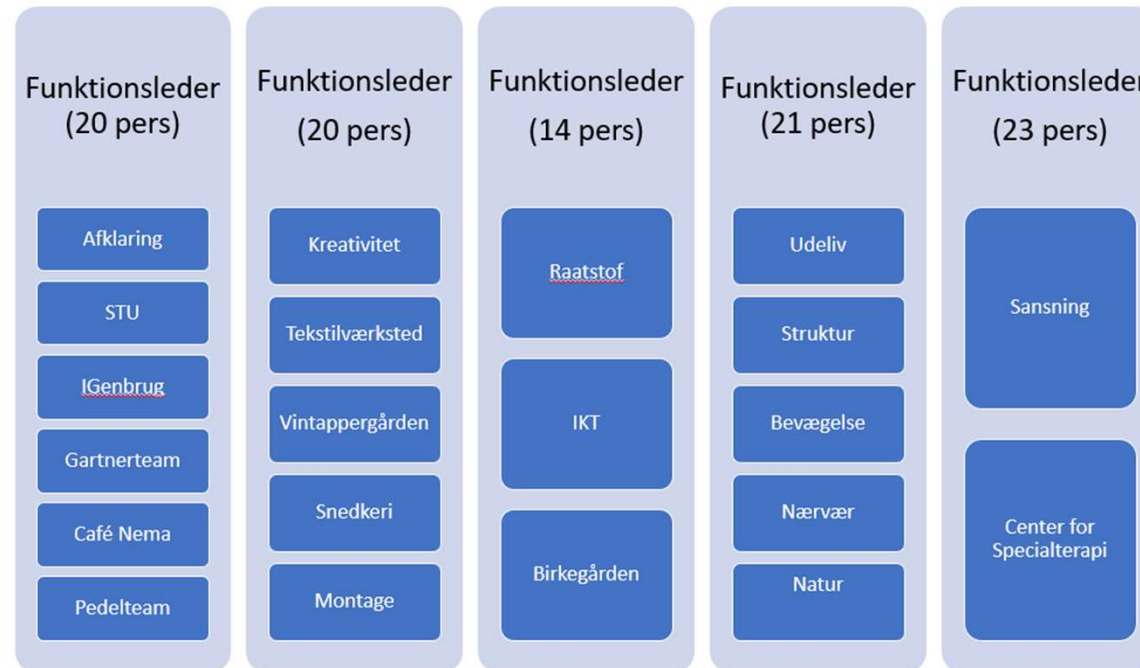 Funktionsleder
(20 pers)
Afklaring
STU
IGenbrug
Gartnerteam
Café Nema
Pedelteam
Funktionsleder
(20 pers)
Kreativitet
Tekstilværksted
Vintappergården
Snedkeri
Montage
Funktionsleder
(14 pers)
Raatstof
IKT
Birkegården
Funktionsleder
(21 pers)
Udeliv
Struktur
Bevægelse
Nærvær
Natur
Funktionsleder
(23 pers)
Sansning
Center for
Specialterapi